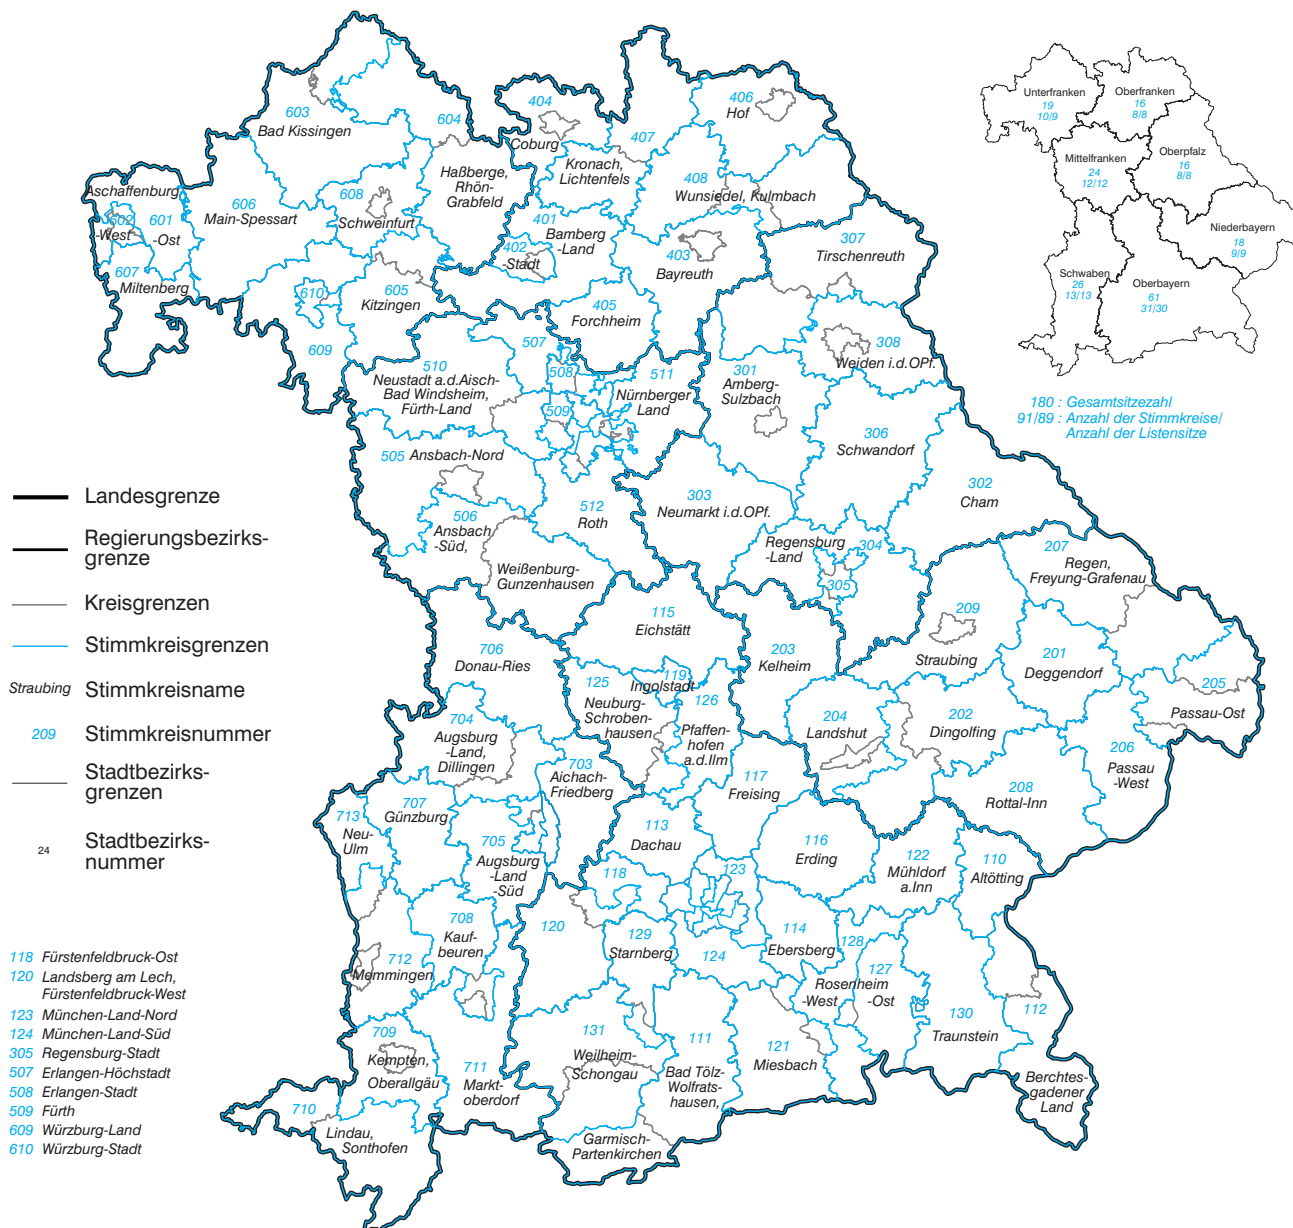 603
Bad Kissingen
604
404
Coburg
407
406
Hof
Kronach,
Lichtenfels
408
Wunsiedel, Kulmbach
Haßberge,
Rhön-
Grabfeld
Aschaffenburg
602
-West
601
-Ost
606
Main-Spessart
608
Schweinfurt
607
Miltenberg
401
Bamberg
-Land
402
-Stadt
403
Bayreuth
307
Tirschenreuth
610
605
Kitzingen
405
Forchheim
609
308
Weiden i.d.OPf.
510
Neustadt a.d.Aisch-
Bad Windsheim,
Fürth-Land
507
508
509
511
Nürnberger
Land
301
Amberg-
Sulzbach
306
Schwandorf
505 Ansbach-Nord
506
Ansbach
-Süd,
512
Roth
303
Neumarkt i.d.OPf.
302
Cham
Weißenburg-
Gunzenhausen
Regensburg
-Land
304
305
207
Regen,
Freyung-Grafenau
209
Straubing
115
Eichstätt
203
Kelheim
201
Deggendorf
205
Passau-Ost
706
Donau-Ries
125
Neuburg-
Schroben-
hausen
119
Ingolstadt
126
Pfaffen-
hofen
a.d.Ilm
204
Landshut
202
Dingolfing
206
Passau
-West
208
Rottal-Inn
704
Augsburg
-Land,
Dillingen
703
Aichach-
Friedberg
117
Freising
713
Neu-
Ulm
707
Günzburg
705
Augsburg
-Land
-Süd
113
Dachau
116
Erding
122
Mühldorf
a.Inn
110
Altötting
118
123
120
708
Kauf-
beuren
129
Starnberg
124
114
Ebersberg
128
127
Rosenheim
-West
-Ost
712
Memmingen
130
Traunstein
112
Berchtes-
gadener
Land
709
Kempten,
Oberallgäu
711
Markt-
oberdorf
131
Weilheim-
Schongau
111
Bad Tölz-
Wolfrats-
hausen,
121
Miesbach
710
Lindau,
Sonthofen
Garmisch-
Partenkirchen
Unterfranken
19
10/9
Oberfranken
16
8/8
Mittelfranken
24
12/12
Oberpfalz
16
8/8
Niederbayern
18
9/9
Schwaben
26
13/13
Oberbayern
61
31/30
180 : Gesamtsitzezahl
91/89 : Anzahl der Stimmkreise/
Anzahl der Listensitze
Landesgrenze
Regierungsbezirks-
grenze
Kreisgrenzen
Stimmkreisgrenzen
Straubing Stimmkreisname
209 Stimmkreisnummer
Stadtbezirks-
grenzen
24 Stadtbezirks-
nummer
118 Fürstenfeldbruck-Ost
120 Landsberg am Lech,
Fürstenfeldbruck-West
123 München-Land-Nord
124 München-Land-Süd
305 Regensburg-Stadt
507 Erlangen-Höchstadt
508 Erlangen-Stadt
509 Fürth
609 Würzburg-Land
610 Würzburg-Stadt